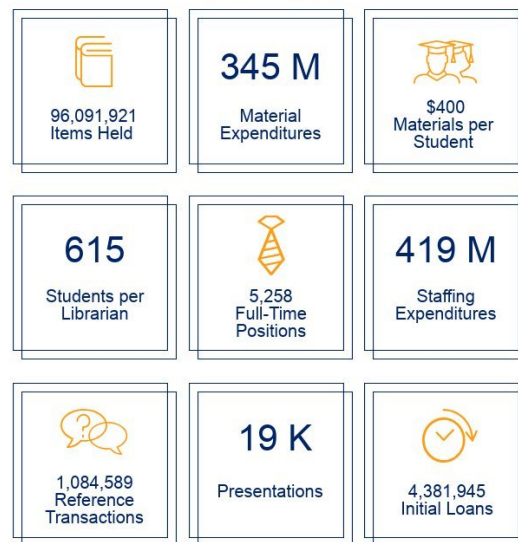 96,091,921
Items Held
345 M
Material
Expenditures
$400
Materials per
Student
615
Students per
Librarian
5,258
Full-Time
Positions
419 M
Staffing
Expenditures
?
1,084,589
Reference
Transactions
19 K
Presentations
4,381,945
Initial Loans